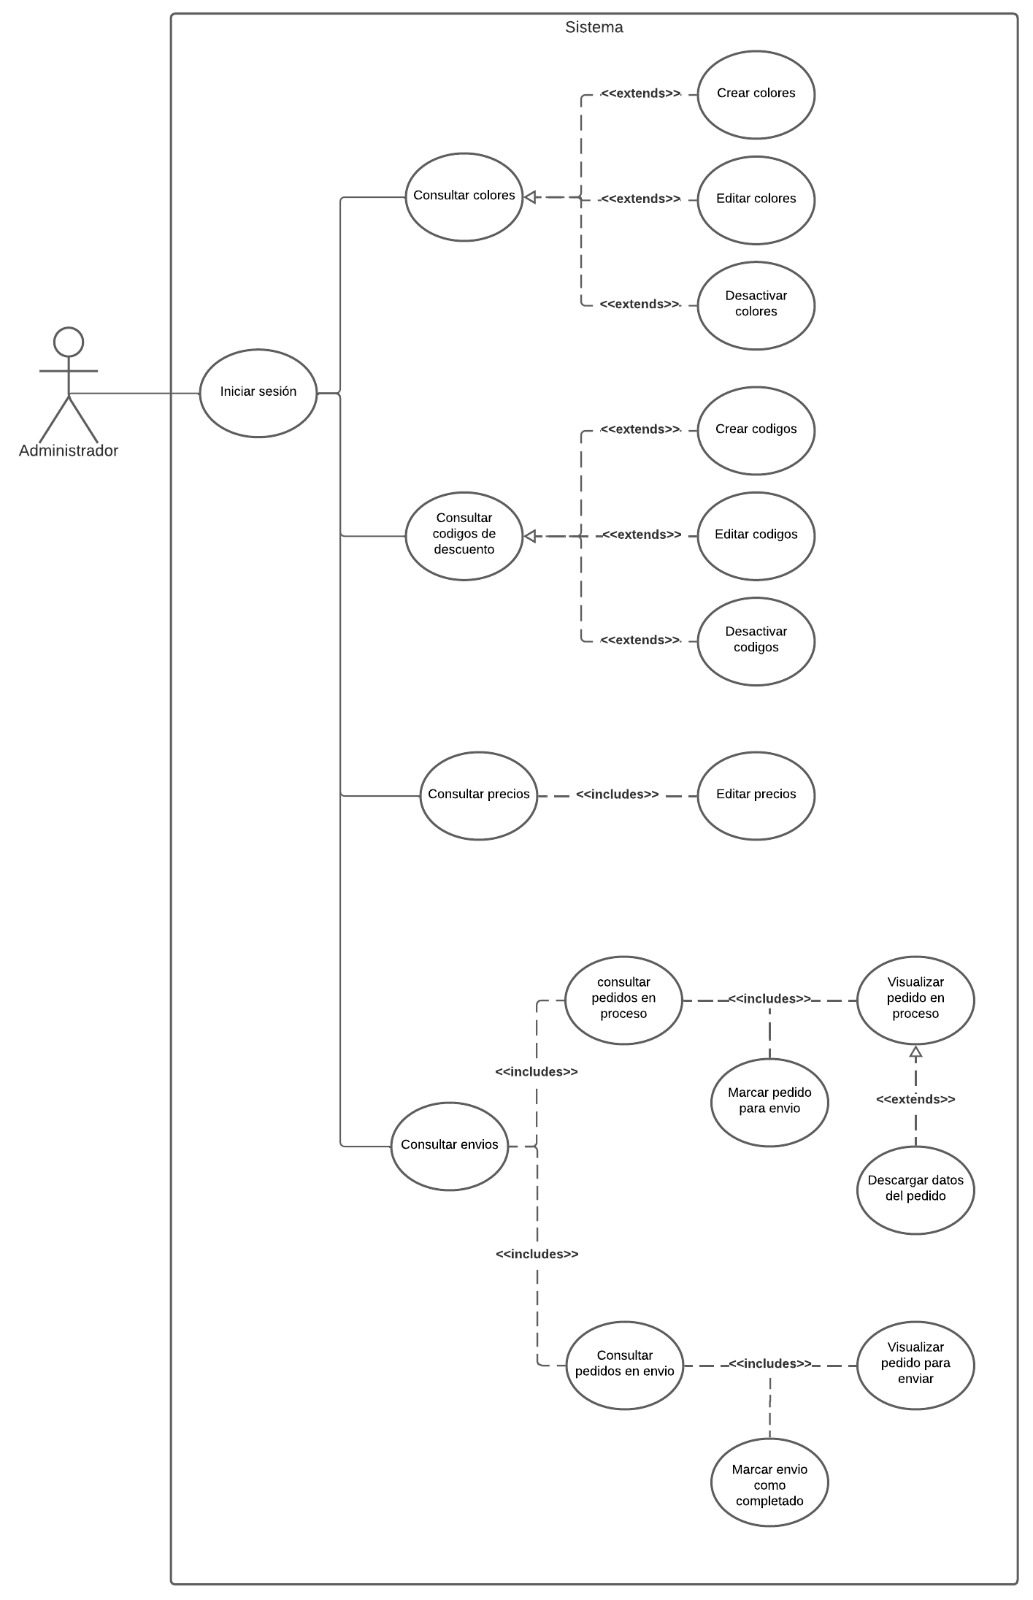 Sistema
<<extends>>
Crear colores
Consultar colores
<<extends>>
Editar colores
<<extends>>
Desactivar
colores
Iniciar sesión
Administrador
<<extends>>
Crear codigos
Consultar
codigos de
descuento
<<extends>>
Editar codigos
<<extends>>
Desactivar
codigos
Consultar precios
<<includes>>
Editar precios
consultar
pedidos en
proceso
<<includes>>
Visualizar
pedido en
proceso
<<includes>>
Marcar pedido
para envio
<<extends>>
Consultar envios
Descargar datos
del pedido
<<includes>>
Consultar
pedidos en envio
<<includes>>
Visualizar
pedido para
enviar
Marcar envio
como
completado